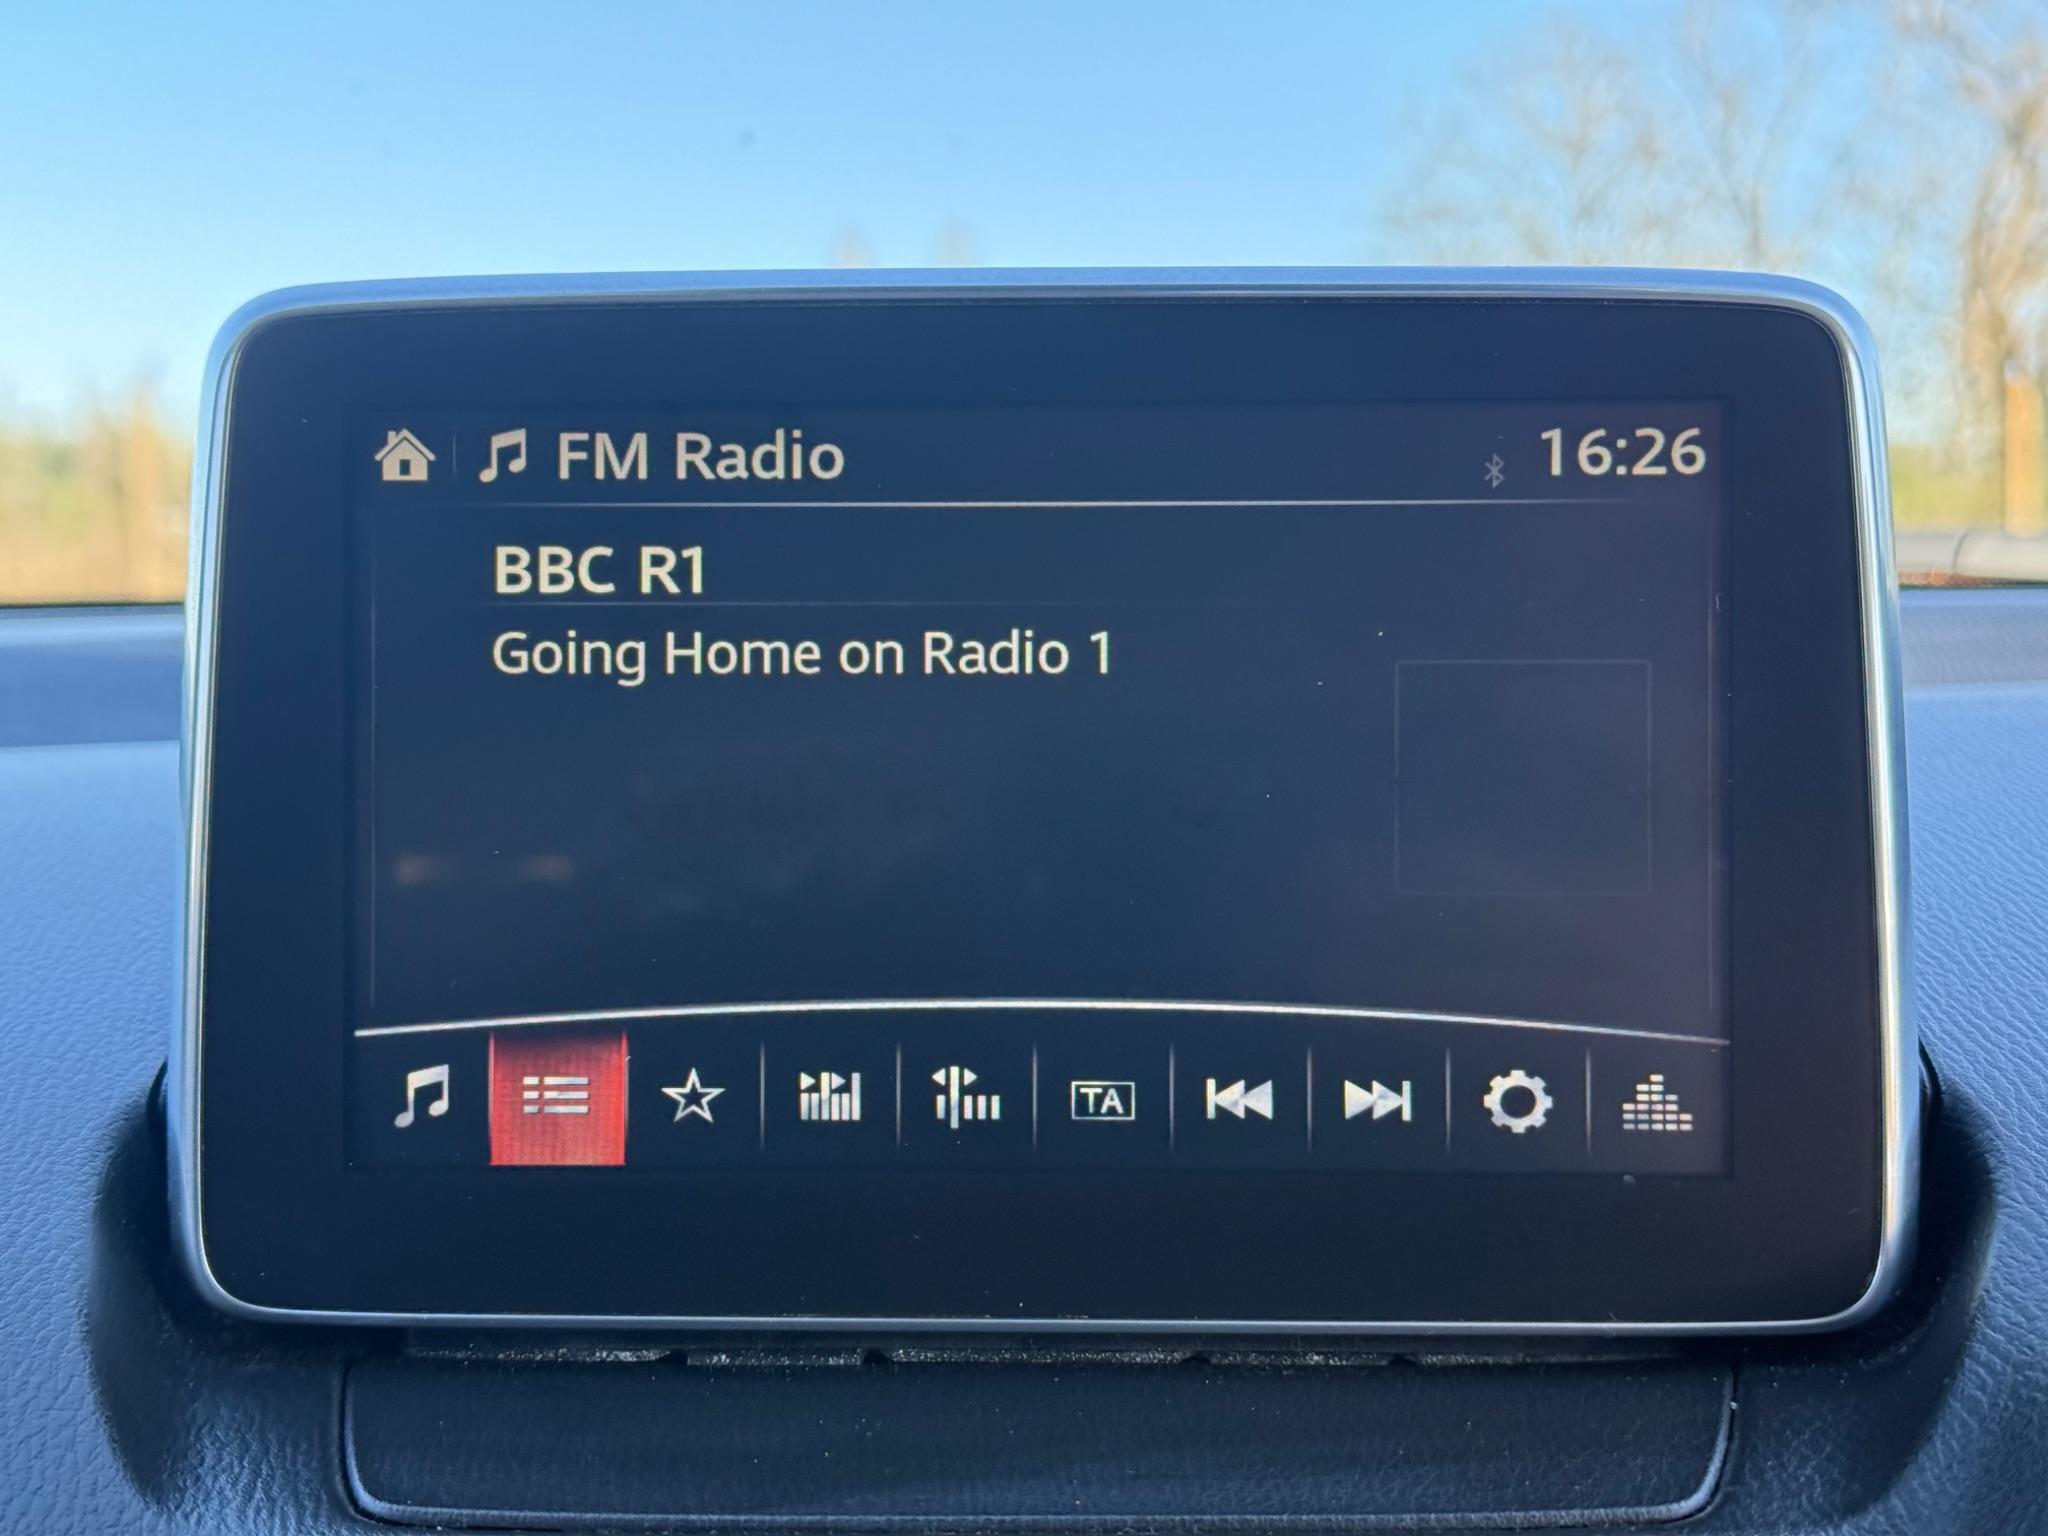 FM Radio
16:26
BBC R1
Going Home on Radio 1
TA